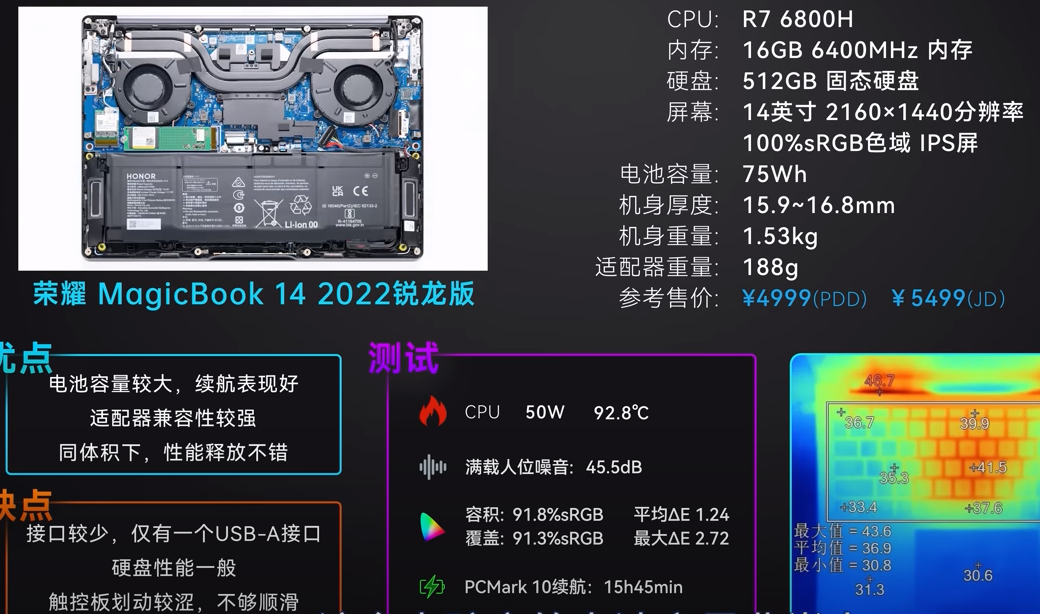 HONOR
Li-ion 00
荣耀 MagicBook 14 2022锐龙版
CPU: R7 6800H
内存: 16GB 6400MHz 内存
硬盘: 512GB 固态硬盘
屏幕: 14英寸 2160×1440分辨率
100%sRGB色域 IPS屏
电池容量: 75Wh
机身厚度: 15.9~16.8mm
机身重量: 1.53kg
适配器重量: 188g
参考售价: ¥4999(PDD) ¥5499(JD)
优点
电池容量较大，续航表现好
适配器兼容性较强
同体积下，性能释放不错
缺点
接口较少，仅有一个USB-A接口
硬盘性能一般
触控板划动较涩，不够顺滑
测试
CPU 50W 92.8℃
满载人位噪音: 45.5dB
容积: 91.8%sRGB 平均ΔE 1.24
覆盖: 91.3%sRGB 最大ΔE 2.72
PCMark 10续航: 15h45min
46.7
36.7
39.9
35.3
41.5
33.4
37.6
最大值 = 43.6
平均值 = 36.9
最小值 = 30.8
31.3
30.6